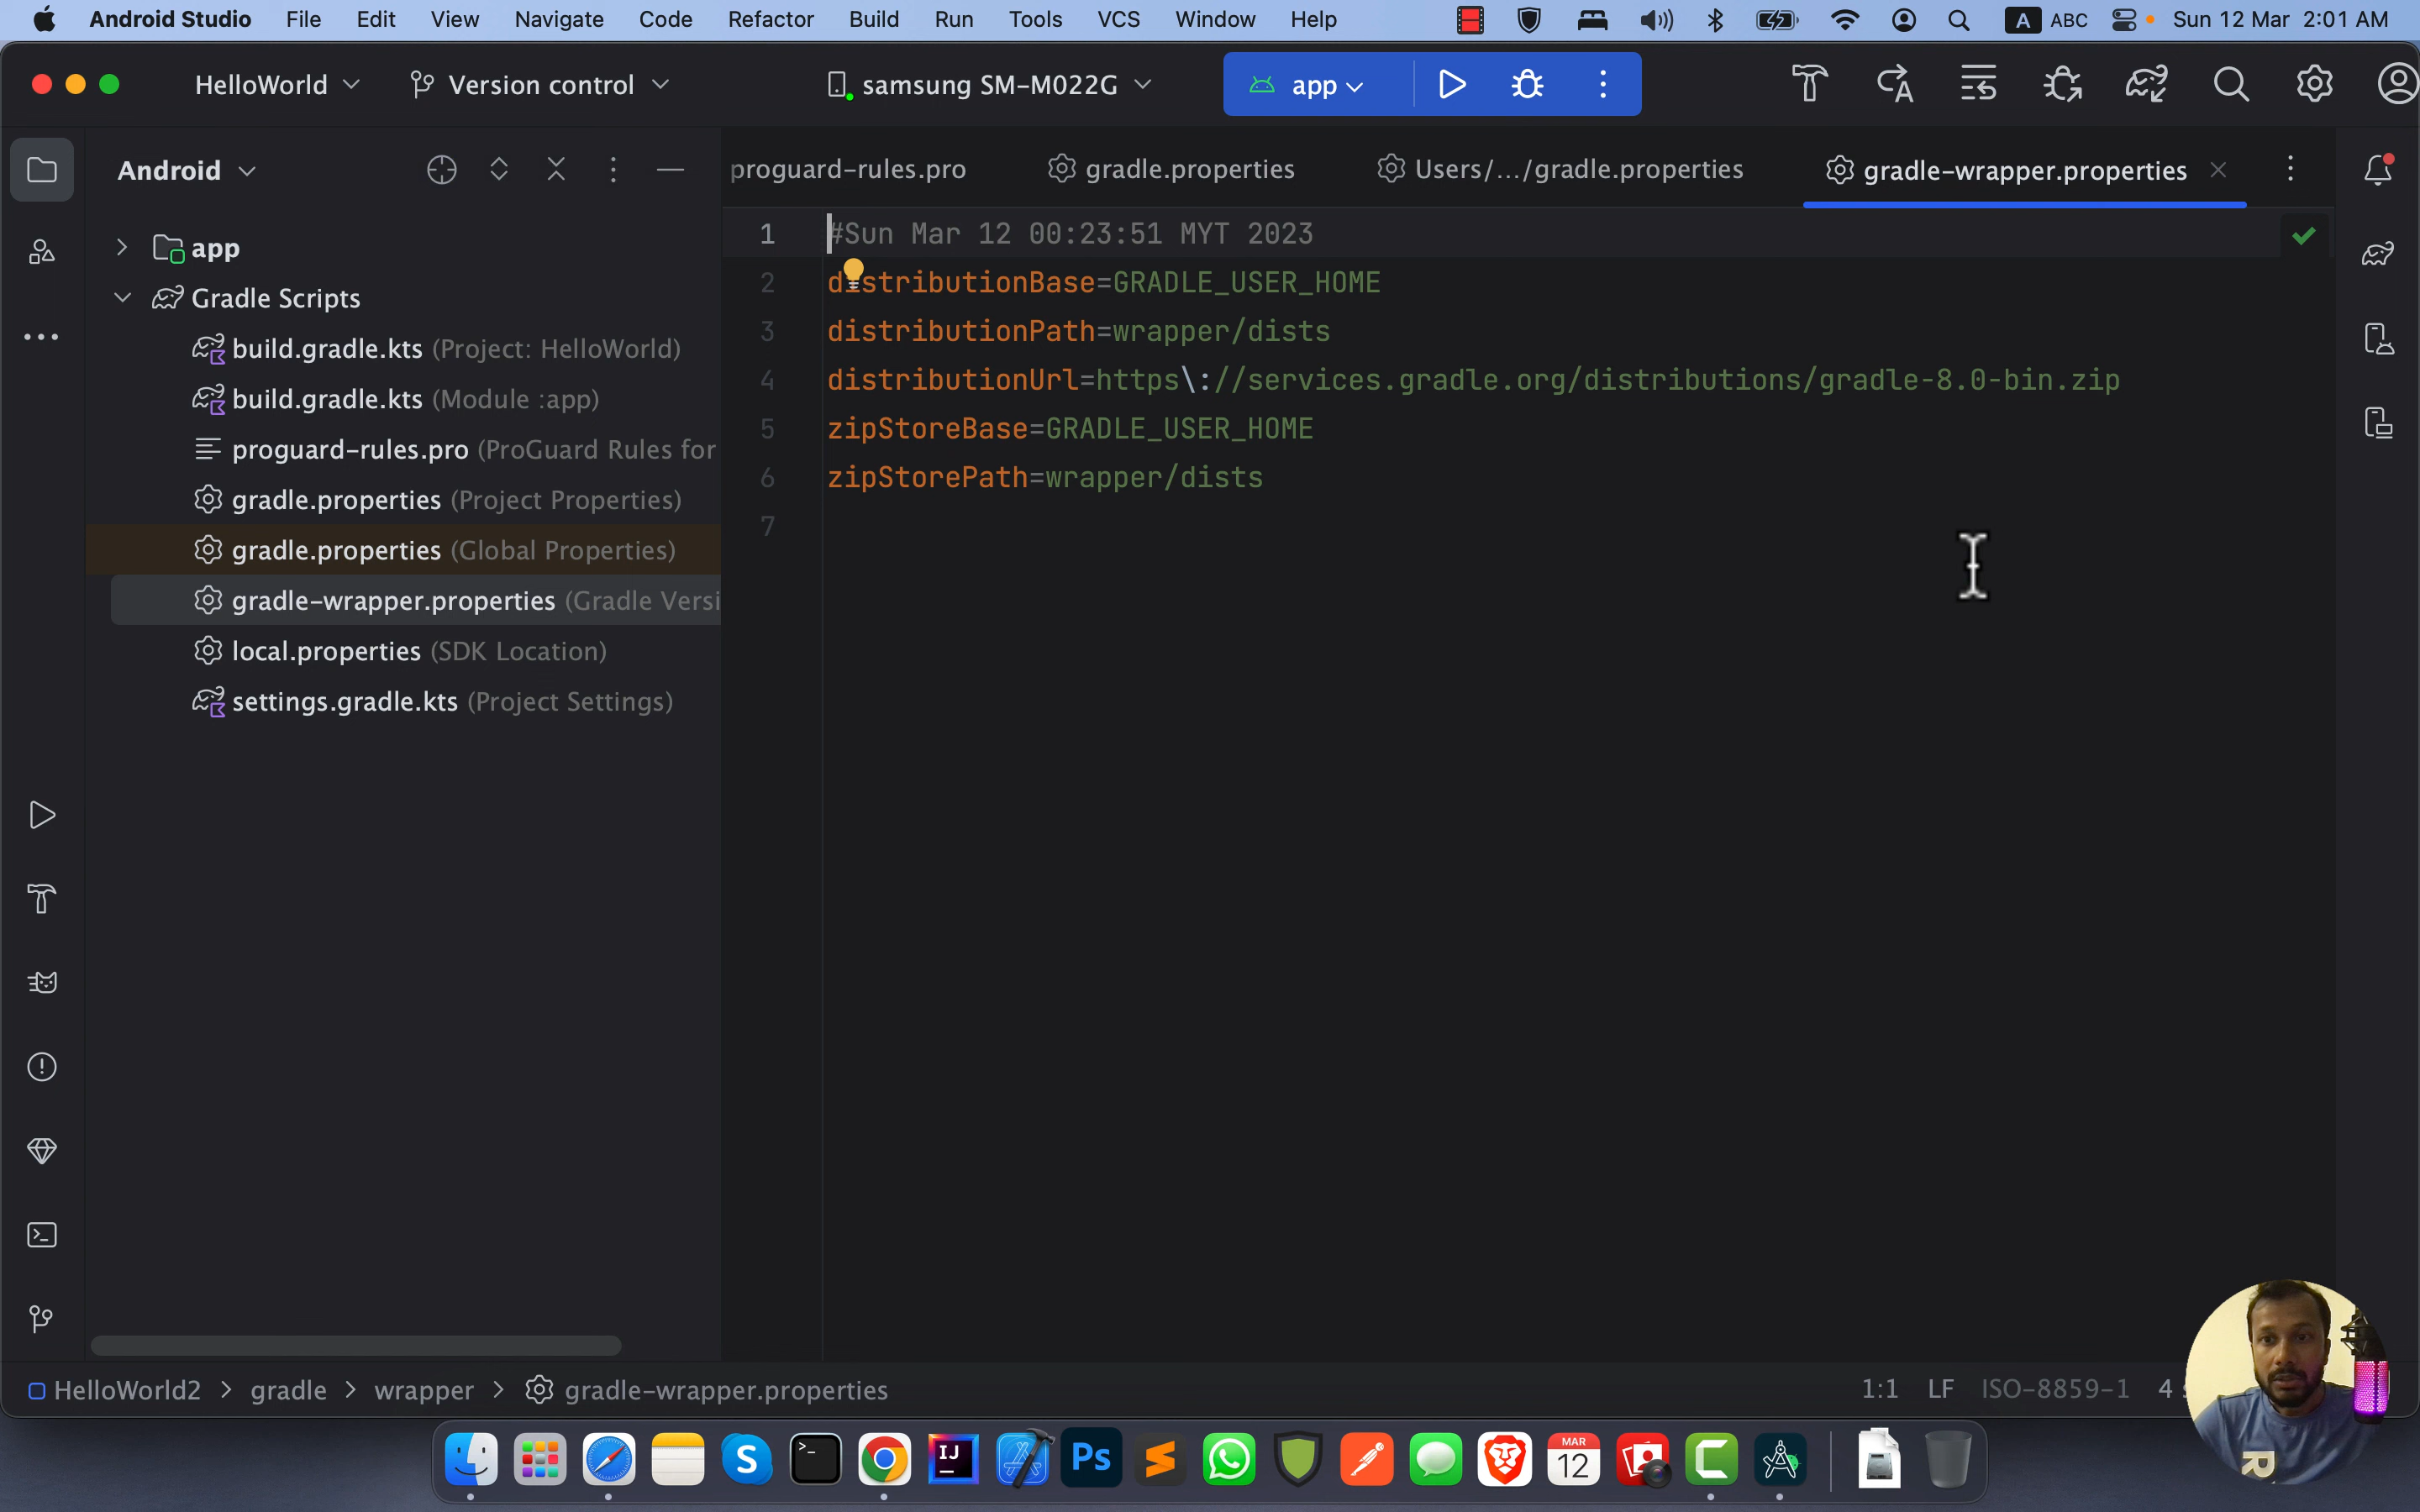 Android Studio File Edit View Navigate Code Refactor Build Run Tools VCS Window Help A ABC Sun 12 Mar 2:01 AM
HelloWorld Version control samsung SM-M022G app
Android
proguard-rules.pro gradle.properties Users/.../gradle.properties gradle-wrapper.properties
app
Gradle Scripts
build.gradle.kts (Project: HelloWorld)
build.gradle.kts (Module :app)
proguard-rules.pro (ProGuard Rules for
gradle.properties (Project Properties)
gradle.properties (Global Properties)
gradle-wrapper.properties (Gradle Versi
local.properties (SDK Location)
settings.gradle.kts (Project Settings)
1 #Sun Mar 12 00:23:51 MYT 2023
2 distributionBase=GRADLE_USER_HOME
3 distributionPath=wrapper/dists
4 distributionUrl=https\://services.gradle.org/distributions/gradle-8.0-bin.zip
5 zipStoreBase=GRADLE_USER_HOME
6 zipStorePath=wrapper/dists
7
HelloWorld2 > gradle > wrapper > gradle-wrapper.properties 1:1 LF ISO-8859-1 4
S IJ Ps MAR 12 C
R